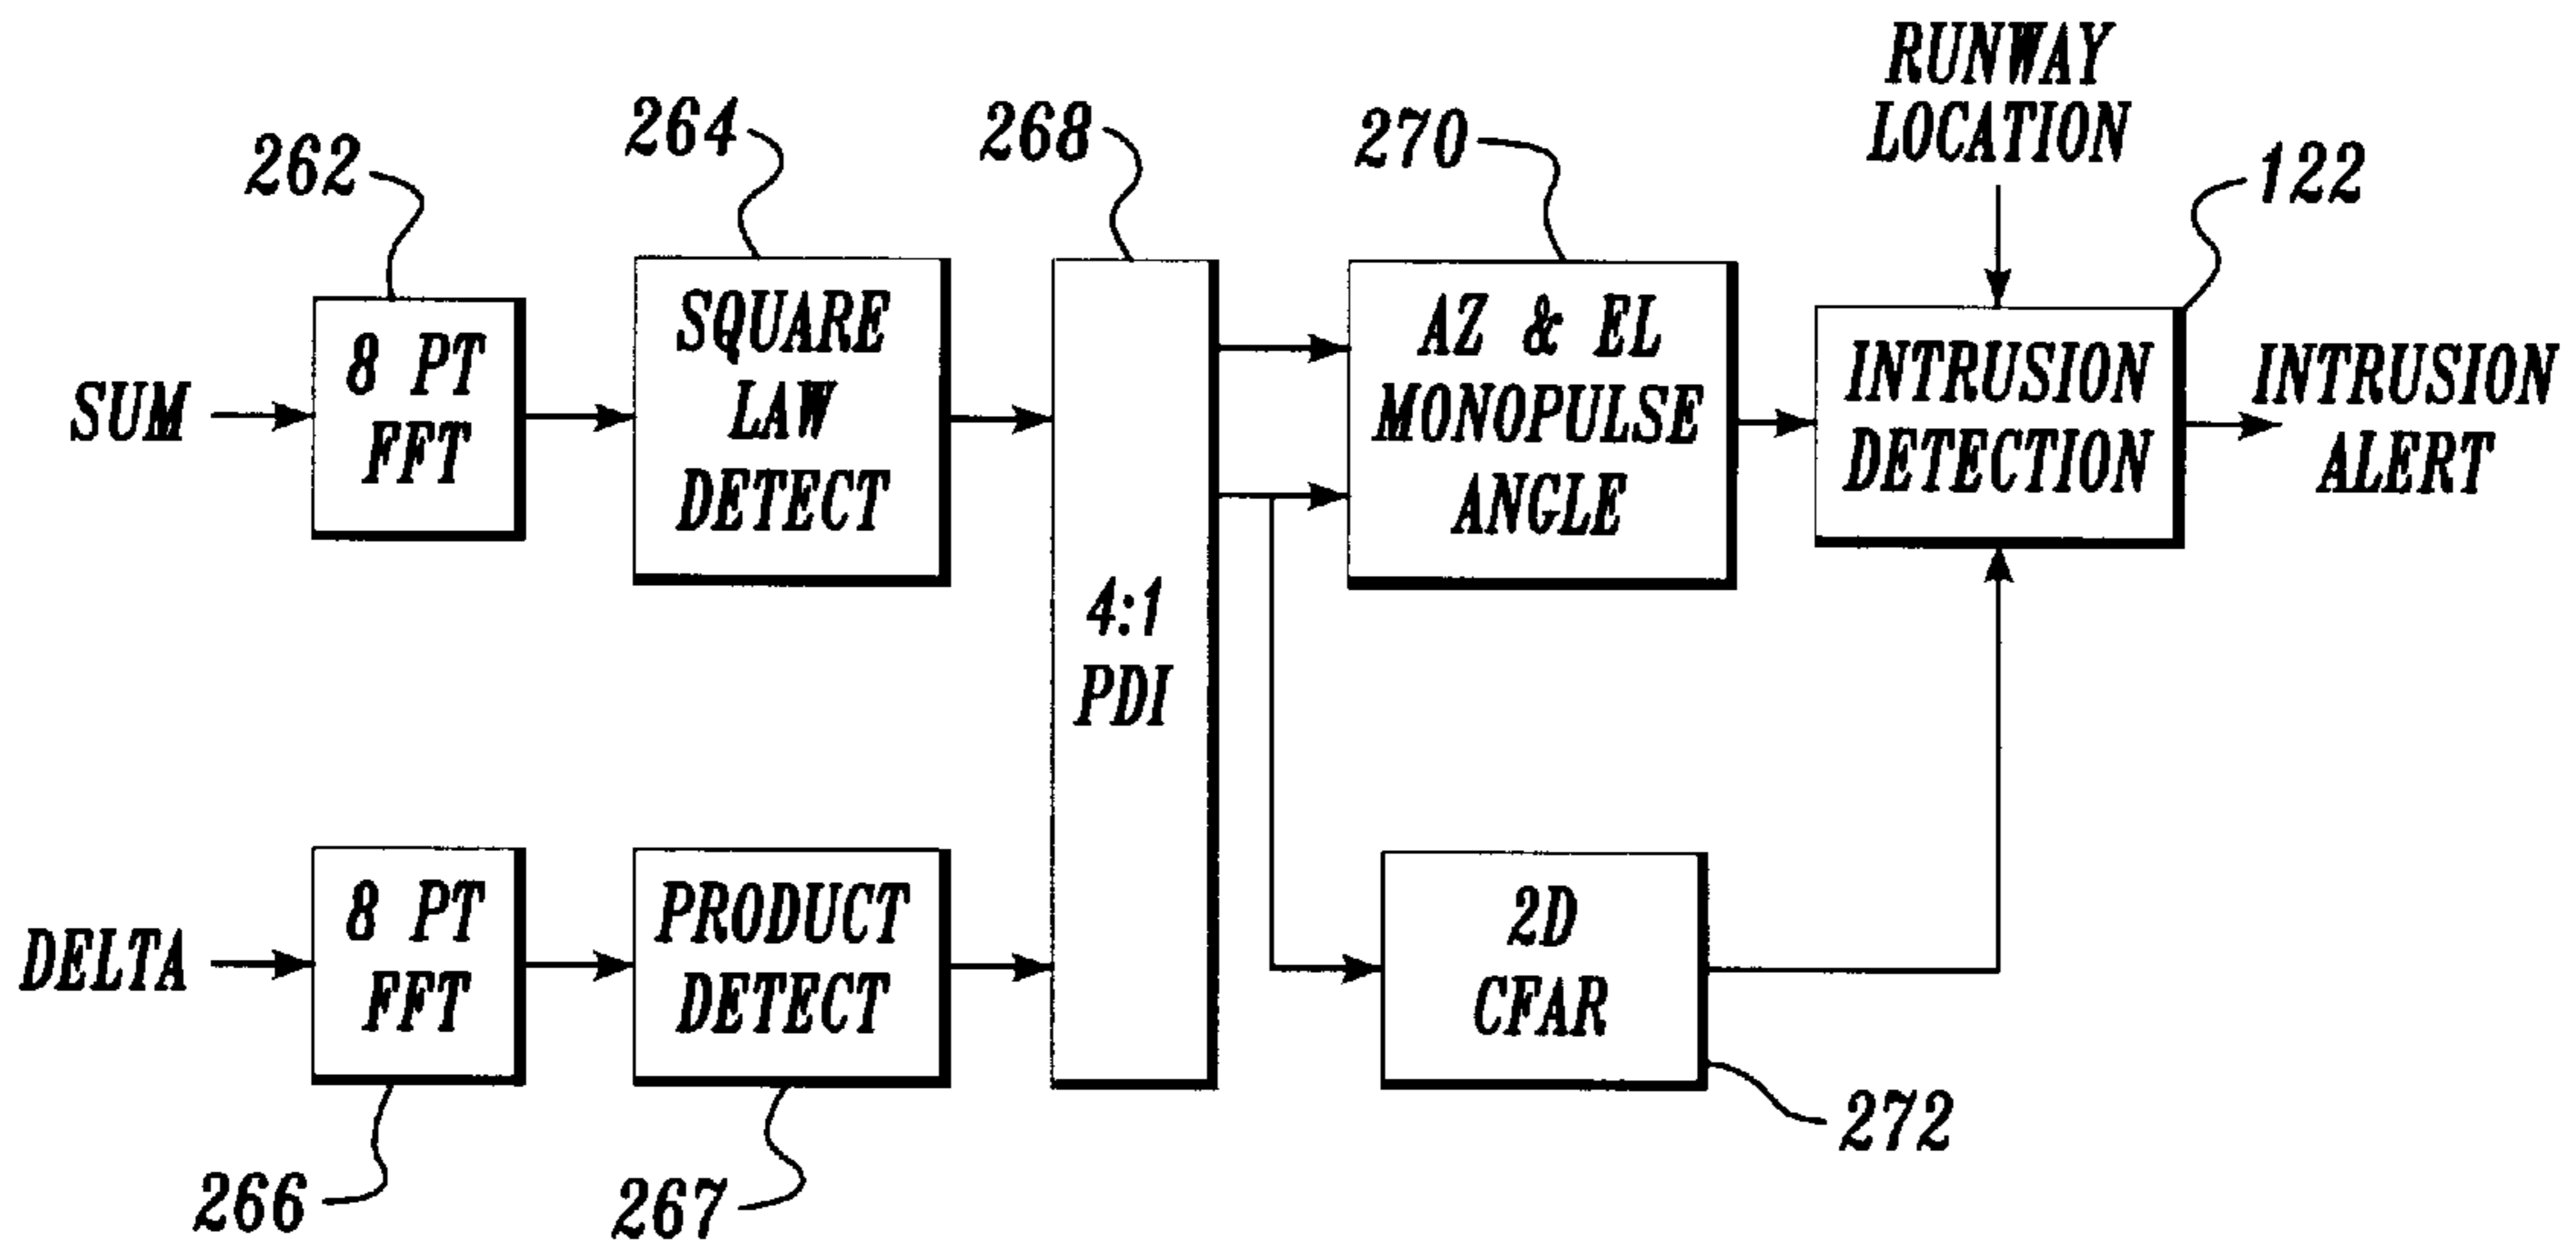 RUNWAY
LOCATION
262
264
268
270
122
SUM
8 PT
FFT
SQUARE
LAW
DETECT
4:1
PDI
AZ & EL
MONOPULSE
ANGLE
INTRUSION
DETECTION
INTRUSION
ALERT
DELTA
8 PT
FFT
PRODUCT
DETECT
2D
CFAR
266
267
272